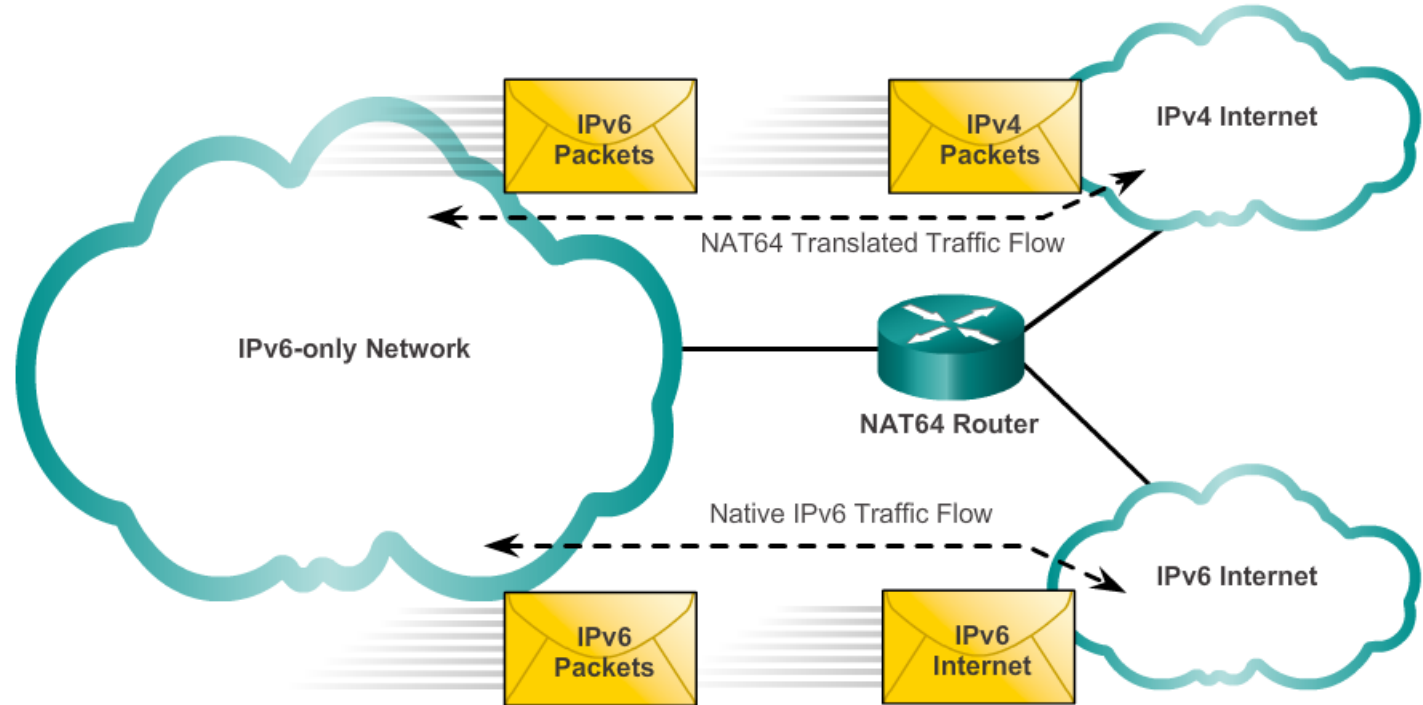 IPv6
Packets
IPv4
Packets
IPv4 Internet
NAT64 Translated Traffic Flow
IPv6-only Network
NAT64 Router
Native IPv6 Traffic Flow
IPv6 Internet
IPv6
Packets
IPv6
Internet